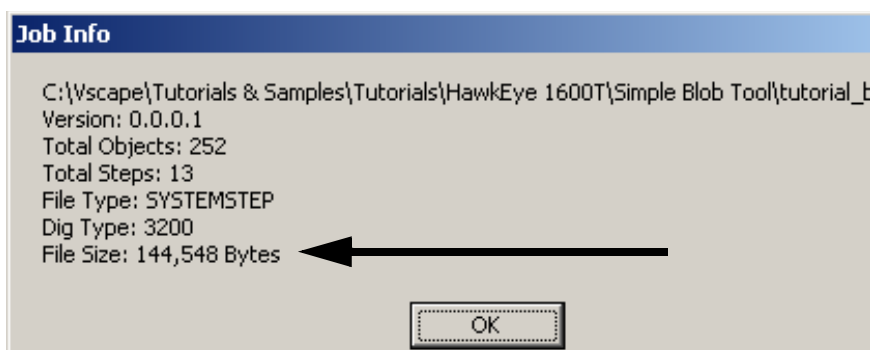 Job Info
C:\Vscape\Tutorials & Samples\Tutorials\HawkEye 1600T\Simple Blob Tool\tutorial_b
Version: 0.0.0.1
Total Objects: 252
Total Steps: 13
File Type: SYSTEMSTEP
Dig Type: 3200
File Size: 144,548 Bytes
OK